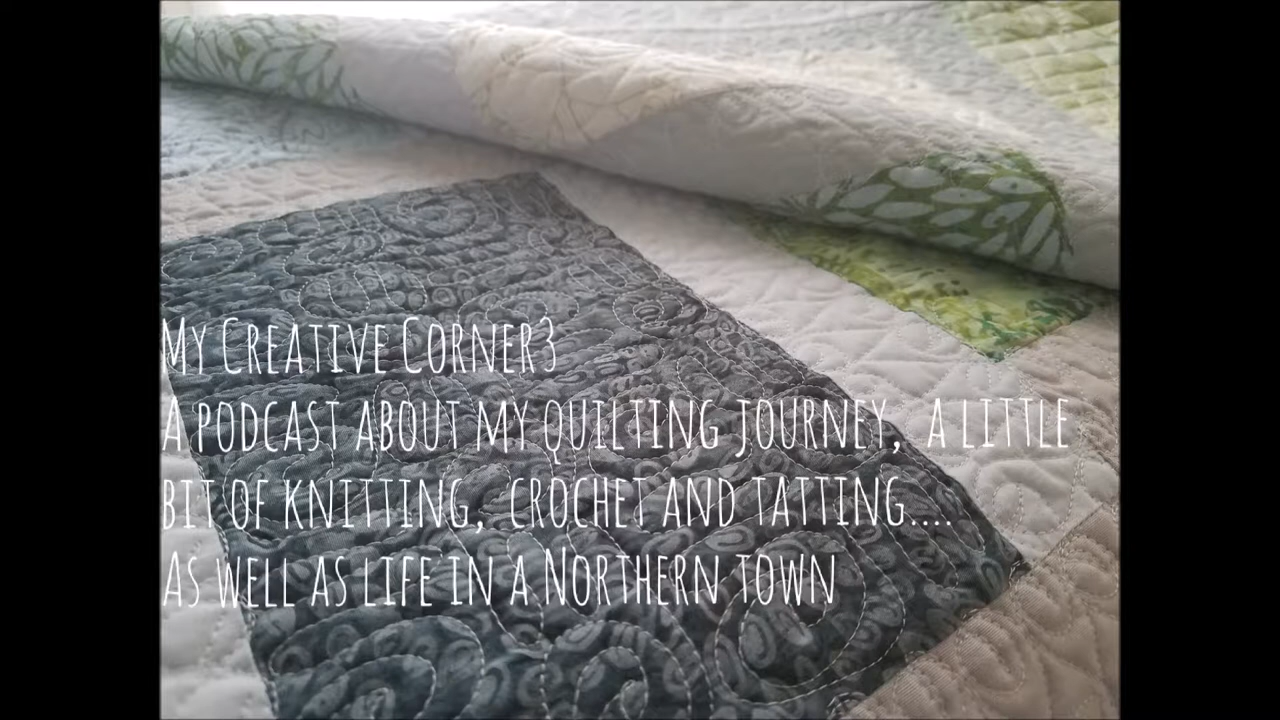 My Creative Corner3
A podcast about my quilting journey, a little
bit of knitting, crochet and tatting....
As well as life in a Northern town